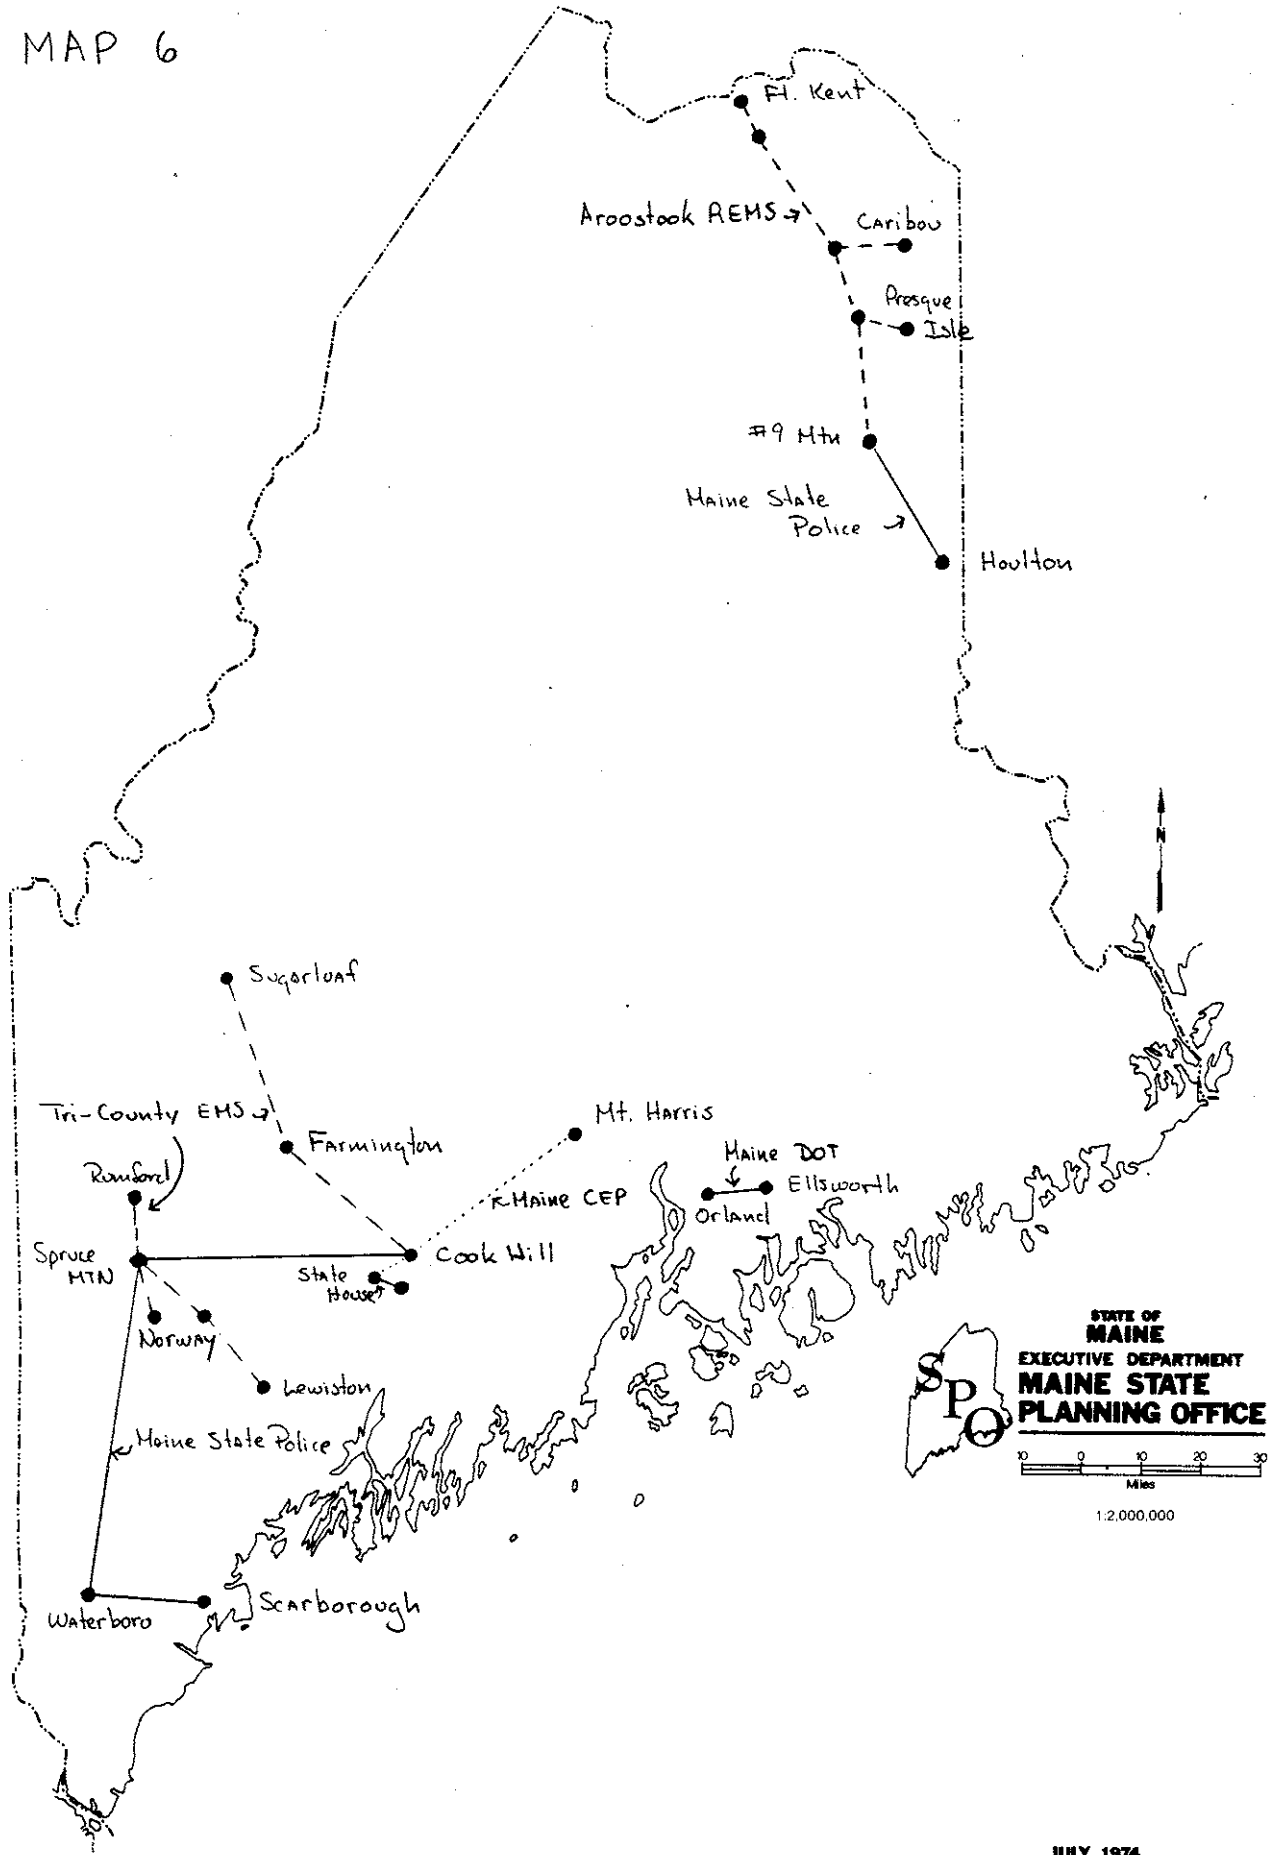 MAP 6
Ft. Kent
Aroostook REMS
Caribou
Presque
Isle
#9 Mtn
Maine State
Police
Houlton
N
Sugarloaf
Tri-County EMS
Mt. Harris
Farmington
Maine DOT
Rumford
Maine CEP
Ellsworth
Orland
Spruce
MTN
Cook Hill
State
House
Norway
Lewiston
Maine State Police
Waterboro
Scarborough
STATE OF
MAINE
EXECUTIVE DEPARTMENT
MAINE STATE
PLANNING OFFICE
SPO
10 0 10 20 30
Miles
1:2,000,000
JULY 1974